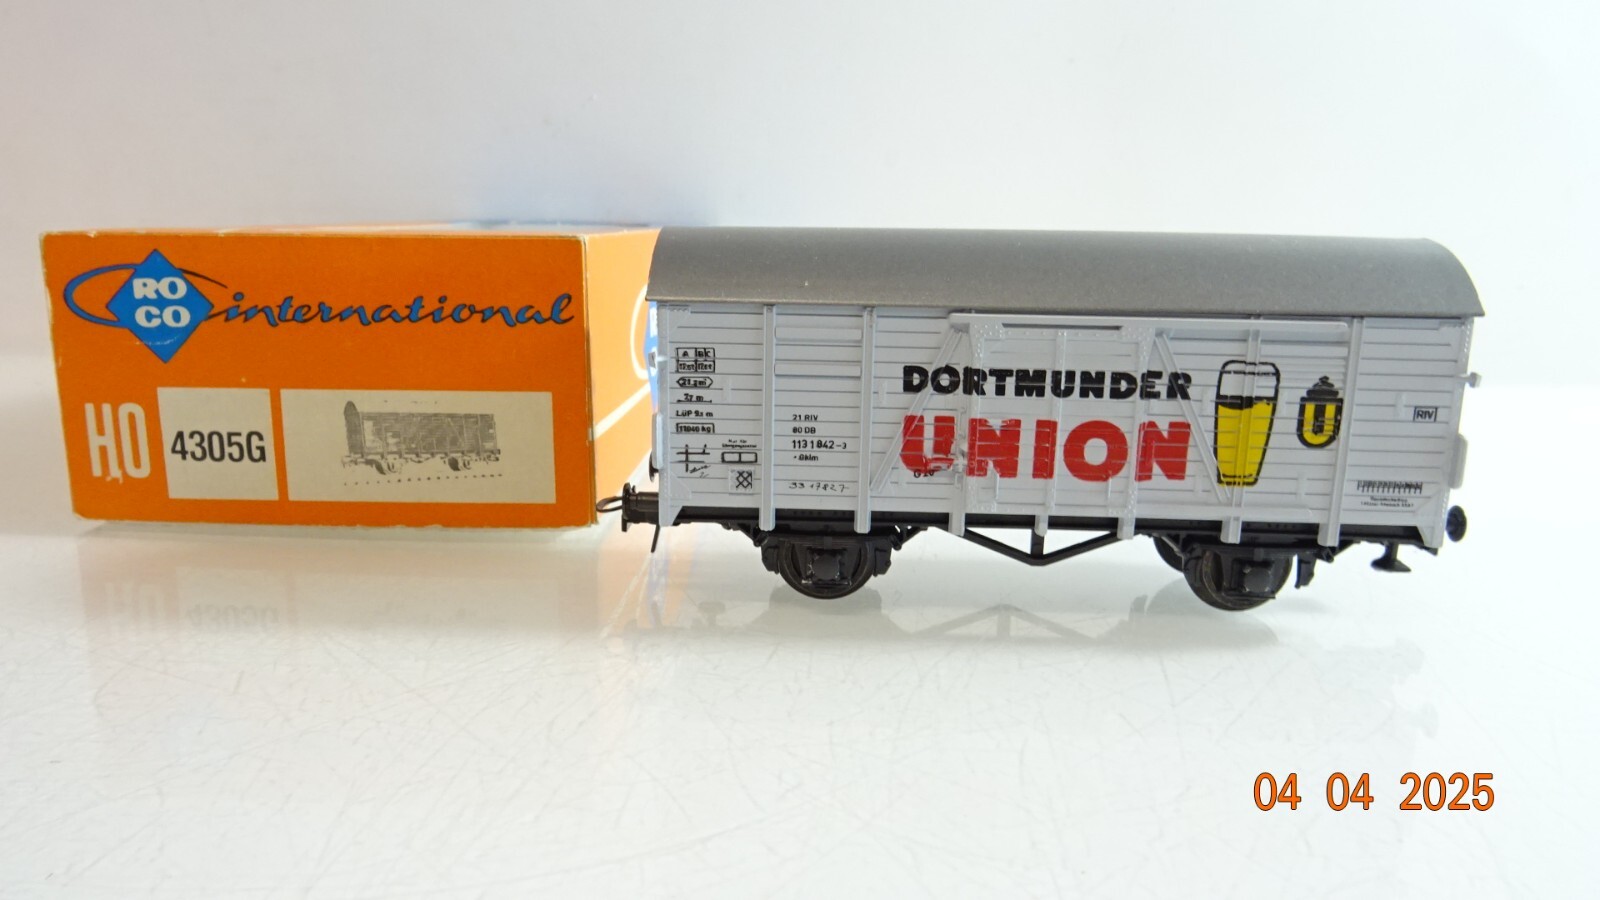 RO
CO
international
HO
4305G
DORTMUNDER
UNION
U
A B C
21 RIV
80 DB
113 1 842-3
RIV
04 04 2025